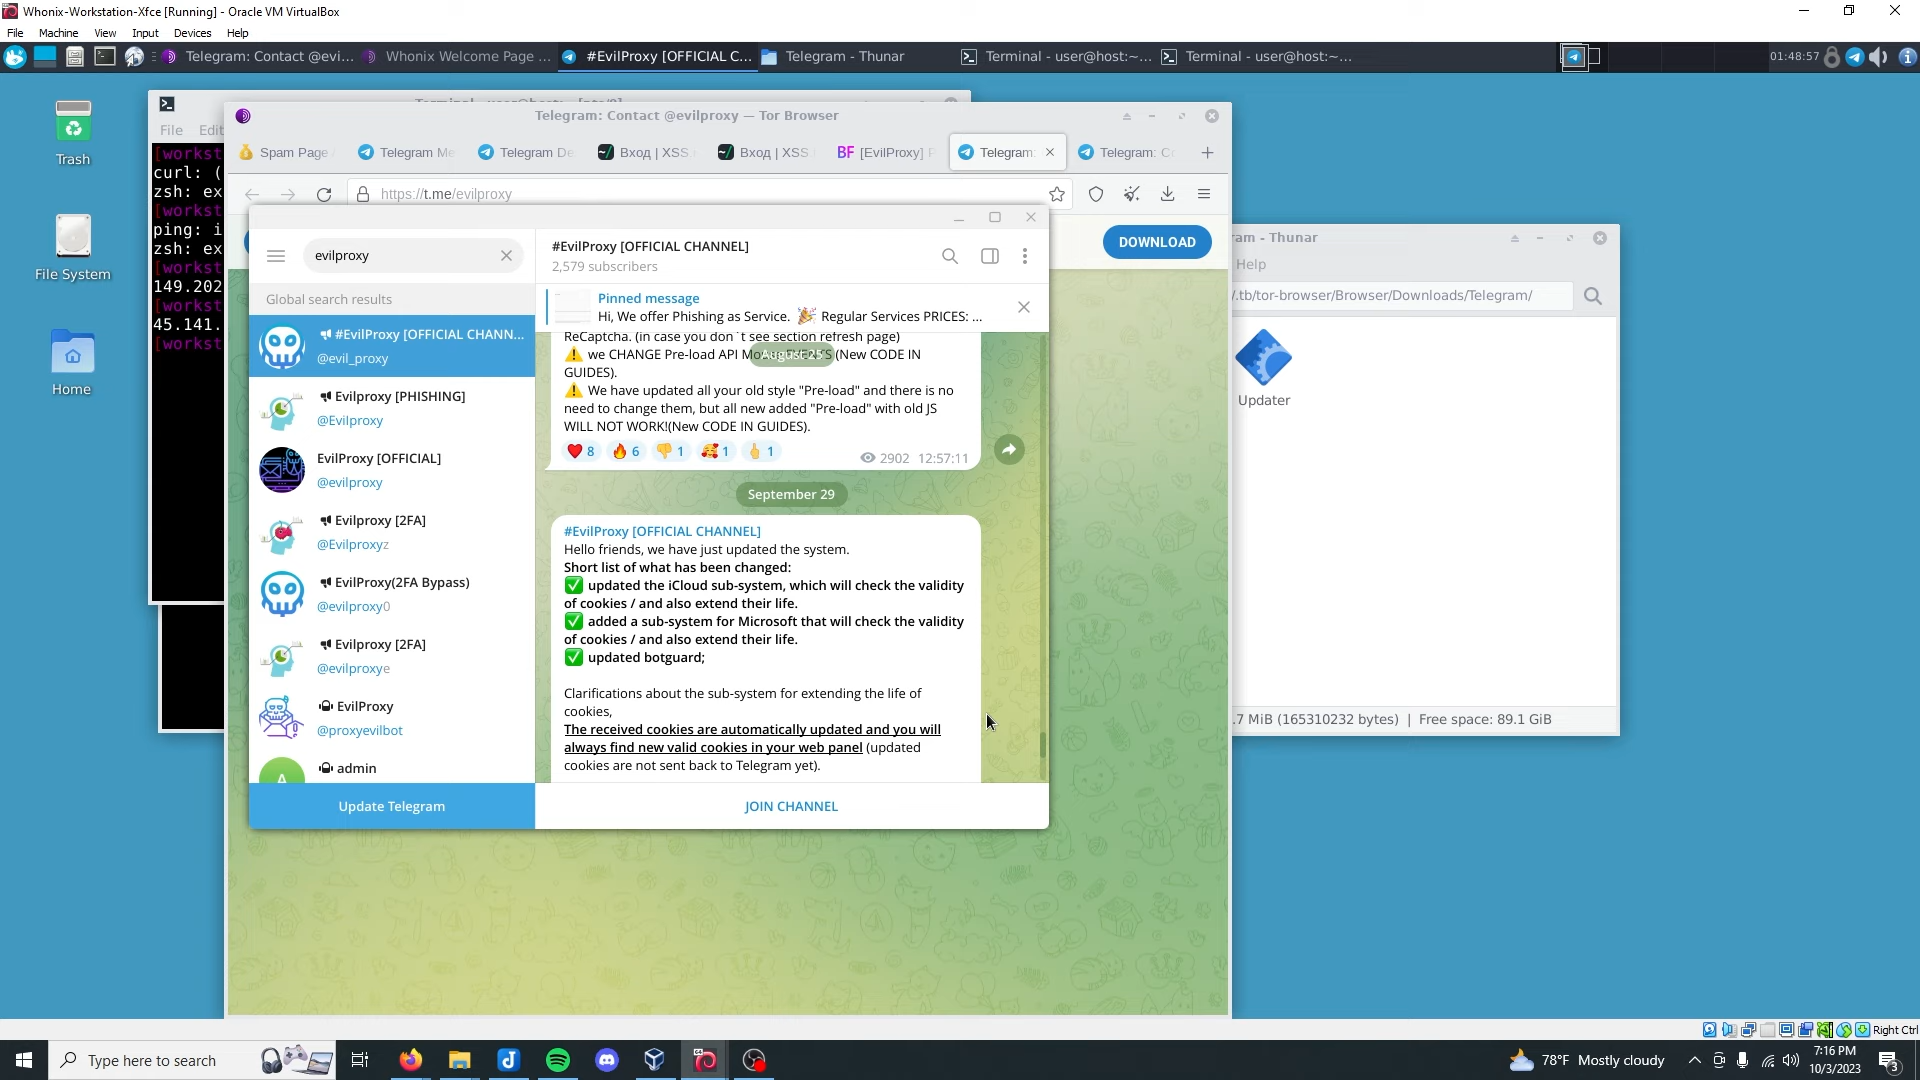 Whonix-Workstation-Xfce [Running] - Oracle VM VirtualBox
File Machine View Input Devices Help
Telegram: Contact @evi... Whonix Welcome Page ... #EvilProxy [OFFICIAL C... Telegram - Thunar Terminal - user@host:~... Terminal - user@host:~... 01:48:57
Trash
File System
Home
File Edit
[workst
curl: (
zsh: ex
[workst
ping: i
zsh: ex
[workst
149.202
[workst
45.141.
[workst
Telegram: Contact @evilproxy — Tor Browser
Spam Page Telegram Me Telegram De Вход | XSS Вход | XSS BF [EvilProxy] Telegram: Telegram: C
https://t.me/evilproxy
DOWNLOAD
evilproxy
Global search results
#EvilProxy [OFFICIAL CHANN...
@evil_proxy
Evilproxy [PHISHING]
@Evilproxy
EvilProxy [OFFICIAL]
@evilproxy
Evilproxy [2FA]
@Evilproxyz
EvilProxy(2FA Bypass)
@evilproxy0
Evilproxy [2FA]
@evilproxye
EvilProxy
@proxyevilbot
A
admin
Update Telegram
#EvilProxy [OFFICIAL CHANNEL]
2,579 subscribers
Pinned message
Hi, We offer Phishing as Service. 🎉 Regular Services PRICES: ...
ReCaptcha. (in case you don`t see section refresh page)
August 25
⚠️ we CHANGE Pre-load API (New CODE IN
GUIDES).
⚠️ We have updated all your old style "Pre-load" and there is no
need to change them, but all new added "Pre-load" with old JS
WILL NOT WORK!(New CODE IN GUIDES).
❤️ 8 🔥 6 👎 1 🥰 1 🖕 1
2902 12:57:11
September 29
#EvilProxy [OFFICIAL CHANNEL]
Hello friends, we have just updated the system.
Short list of what has been changed:
✅ updated the iCloud sub-system, which will check the validity
of cookies / and also extend their life.
✅ added a sub-system for Microsoft that will check the validity
of cookies / and also extend their life.
✅ updated botguard;
Clarifications about the sub-system for extending the life of
cookies,
The received cookies are automatically updated and you will
always find new valid cookies in your web panel (updated
cookies are not sent back to Telegram yet).
JOIN CHANNEL
ram - Thunar
Help
/.tb/tor-browser/Browser/Downloads/Telegram/
Updater
.7 MiB (165310232 bytes) | Free space: 89.1 GiB
Right Ctrl
Type here to search
78°F Mostly cloudy
7:16 PM
10/3/2023
3